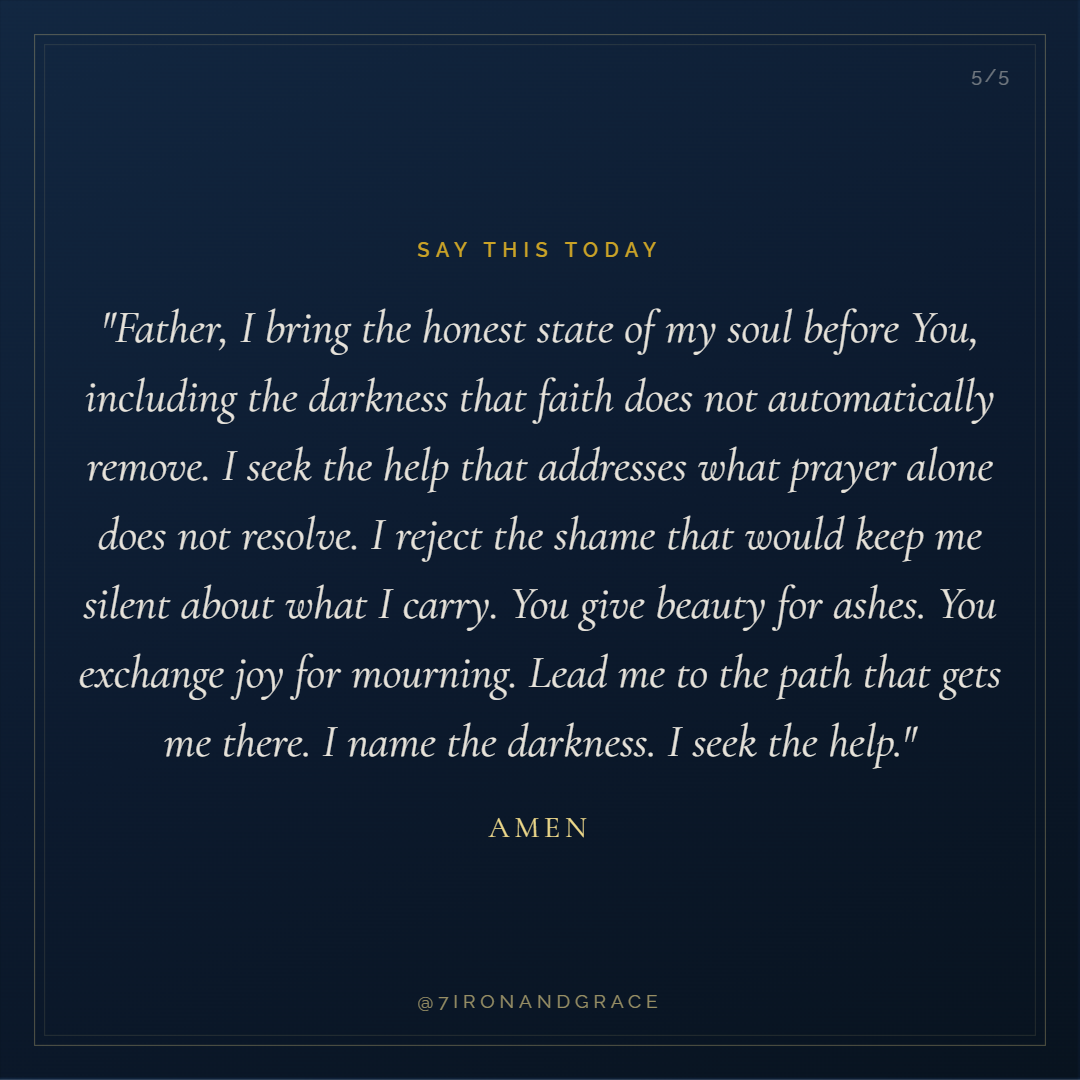 5/5
SAY THIS TODAY
"Father, I bring the honest state of my soul before You,
including the darkness that faith does not automatically
remove. I seek the help that addresses what prayer alone
does not resolve. I reject the shame that would keep me
silent about what I carry. You give beauty for ashes. You
exchange joy for mourning. Lead me to the path that gets
me there. I name the darkness. I seek the help."
AMEN
@7IRONANDGRACE